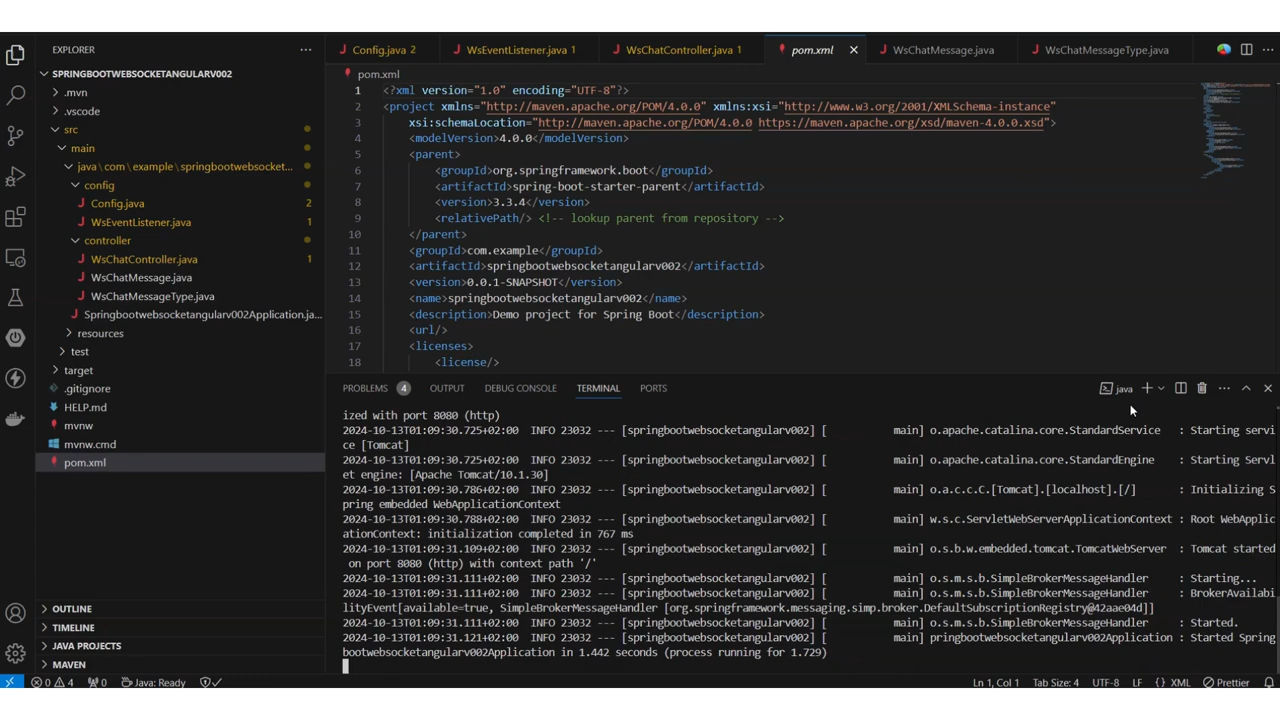 EXPLORER
SPRINGBOOTWEBSOCKETANGULARV002
.mvn
.vscode
src
main
java\com\example\springbootwebsocket...
config
Config.java 2
WsEventListener.java 1
controller
WsChatController.java 1
WsChatMessage.java
WsChatMessageType.java
Springbootwebsocketangularv002Application.ja...
resources
test
target
.gitignore
HELP.md
mvnw
mvnw.cmd
pom.xml
OUTLINE
TIMELINE
JAVA PROJECTS
MAVEN
Config.java 2 WsEventListener.java 1 WsChatController.java 1 pom.xml WsChatMessage.java WsChatMessageType.java
pom.xml
1 <?xml version="1.0" encoding="UTF-8"?>
2 <project xmlns="http://maven.apache.org/POM/4.0.0" xmlns:xsi="http://www.w3.org/2001/XMLSchema-instance"
3 xsi:schemaLocation="http://maven.apache.org/POM/4.0.0 https://maven.apache.org/xsd/maven-4.0.0.xsd">
4 <modelVersion>4.0.0</modelVersion>
5 <parent>
6 <groupId>org.springframework.boot</groupId>
7 <artifactId>spring-boot-starter-parent</artifactId>
8 <version>3.3.4</version>
9 <relativePath/> <!-- lookup parent from repository -->
10 </parent>
11 <groupId>com.example</groupId>
12 <artifactId>springbootwebsocketangularv002</artifactId>
13 <version>0.0.1-SNAPSHOT</version>
14 <name>springbootwebsocketangularv002</name>
15 <description>Demo project for Spring Boot</description>
16 <url/>
17 <licenses>
18 <license/>
PROBLEMS 4 OUTPUT DEBUG CONSOLE TERMINAL PORTS java
ized with port 8080 (http)
2024-10-13T01:09:30.725+02:00 INFO 23032 --- [springbootwebsocketangularv002] [ main] o.apache.catalina.core.StandardService : Starting servi
ce [Tomcat]
2024-10-13T01:09:30.725+02:00 INFO 23032 --- [springbootwebsocketangularv002] [ main] o.apache.catalina.core.StandardEngine : Starting Servl
et engine: [Apache Tomcat/10.1.30]
2024-10-13T01:09:30.786+02:00 INFO 23032 --- [springbootwebsocketangularv002] [ main] o.a.c.c.C.[Tomcat].[localhost].[/] : Initializing S
pring embedded WebApplicationContext
2024-10-13T01:09:30.788+02:00 INFO 23032 --- [springbootwebsocketangularv002] [ main] w.s.c.ServletWebServerApplicationContext : Root WebApplic
ationContext: initialization completed in 767 ms
2024-10-13T01:09:31.109+02:00 INFO 23032 --- [springbootwebsocketangularv002] [ main] o.s.b.w.embedded.tomcat.TomcatWebServer : Tomcat started
on port 8080 (http) with context path '/'
2024-10-13T01:09:31.111+02:00 INFO 23032 --- [springbootwebsocketangularv002] [ main] o.s.m.s.b.SimpleBrokerMessageHandler : Starting...
2024-10-13T01:09:31.111+02:00 INFO 23032 --- [springbootwebsocketangularv002] [ main] o.s.m.s.b.SimpleBrokerMessageHandler : BrokerAvailabi
lityEvent[available=true, SimpleBrokerMessageHandler [org.springframework.messaging.simp.broker.DefaultSubscriptionRegistry@42aae04d]]
2024-10-13T01:09:31.111+02:00 INFO 23032 --- [springbootwebsocketangularv002] [ main] o.s.m.s.b.SimpleBrokerMessageHandler : Started.
2024-10-13T01:09:31.121+02:00 INFO 23032 --- [springbootwebsocketangularv002] [ main] pringbootwebsocketangularv002Application : Started Spring
bootwebsocketangularv002Application in 1.442 seconds (process running for 1.729)
0 4 0 Java: Ready Ln 1, Col 1 Tab Size: 4 UTF-8 LF {} XML Prettier